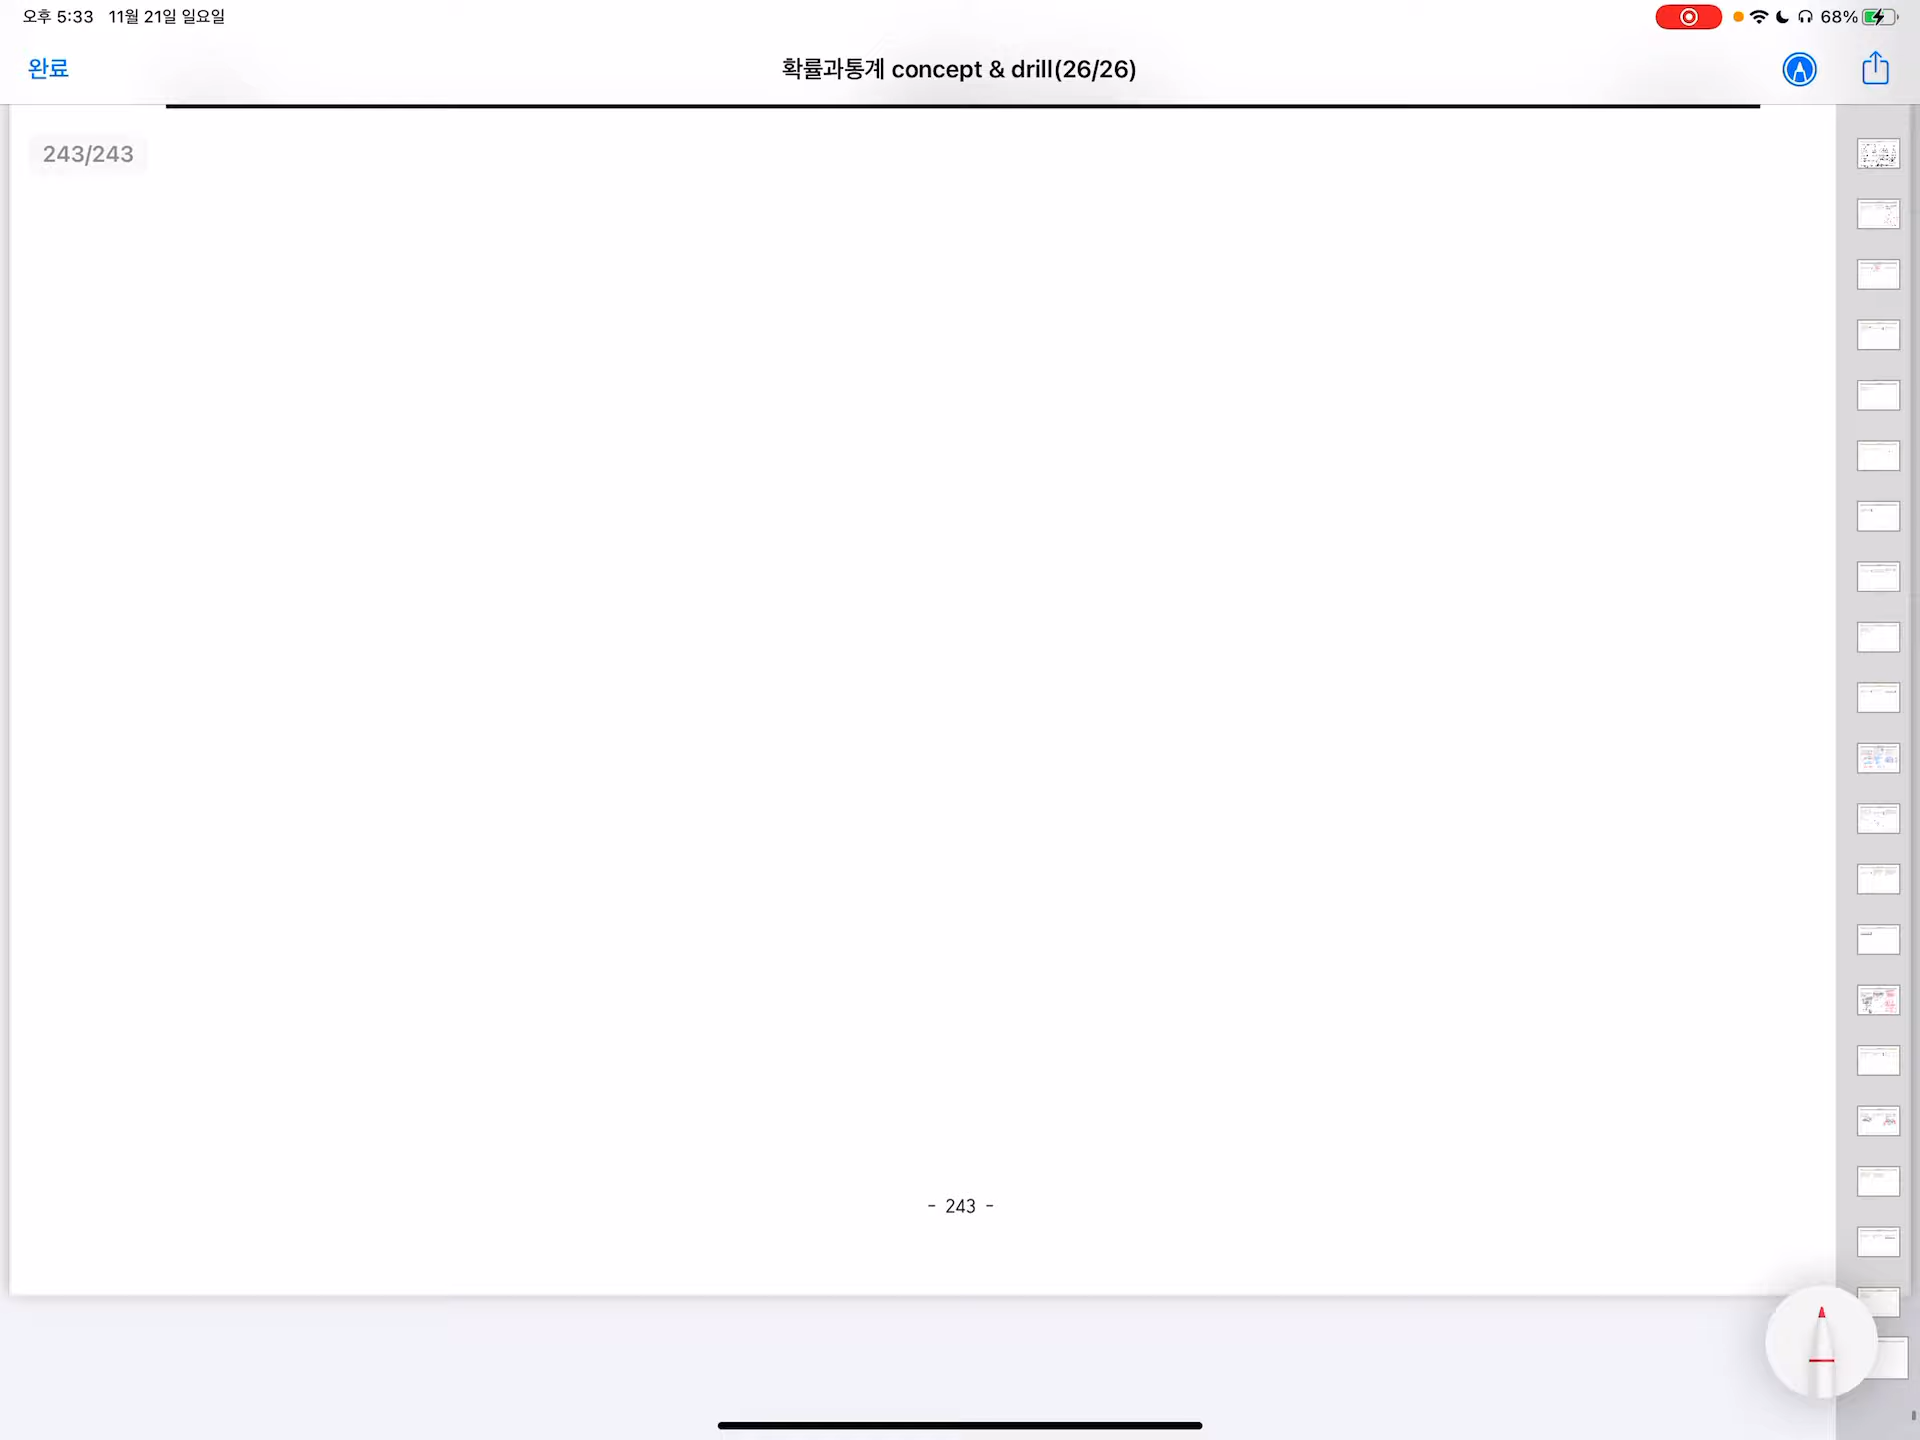 오후 5:33 11월 21일 일요일
68%
완료
확률과통계 concept & drill(26/26)
243/243
- 243 -